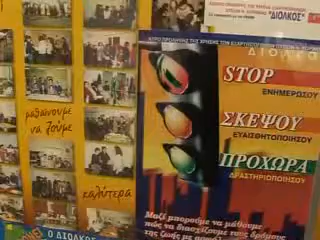 "ΔΙΟΛΚΟΣ"
STOP
ΕΝΗΜΕΡΩΣΟΥ
ΣΚΕΨΟΥ
ΕΥΑΙΣΘΗΤΟΠΟΙΗΣΟΥ
ΠΡΟΧΩΡΑ
ΔΡΑΣΤΗΡΙΟΠΟΙΗΣΟΥ
μαθαίνουμε
να ζούμε
καλύτερα
Μαζί μπορούμε να μάθουμε
πώς να διασχίζουμε τους δρόμους
της ζωής με
Ο ΔΙΟΛΚΟΣ